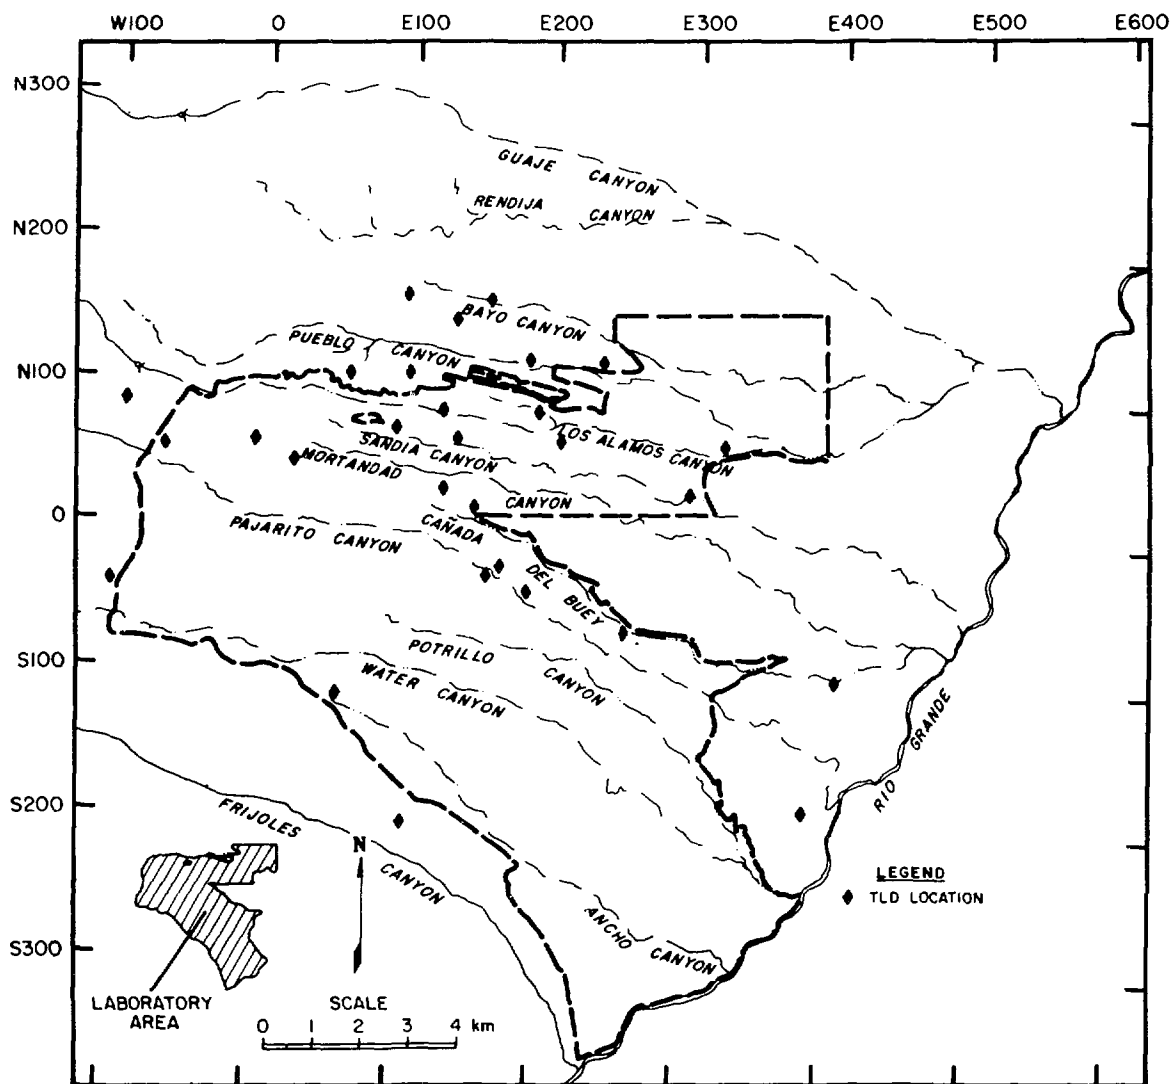 W100 0 E100 E200 E300 E400 E500 E600
N300
GUAJE CANYON
RENDIJA CANYON
N200
BAYO CANYON
PUEBLO CANYON
N100
LOS ALAMOS CANYON
SANDIA CANYON
MORTANDAD CANYON
0
CAÑADA DEL BUEY
PAJARITO CANYON
S100
POTRILLO CANYON
WATER CANYON
RIO GRANDE
S200
FRIJOLES CANYON
N
LEGEND
TLD LOCATION
ANCHO CANYON
S300
LABORATORY
AREA
SCALE
0 1 2 3 4 km